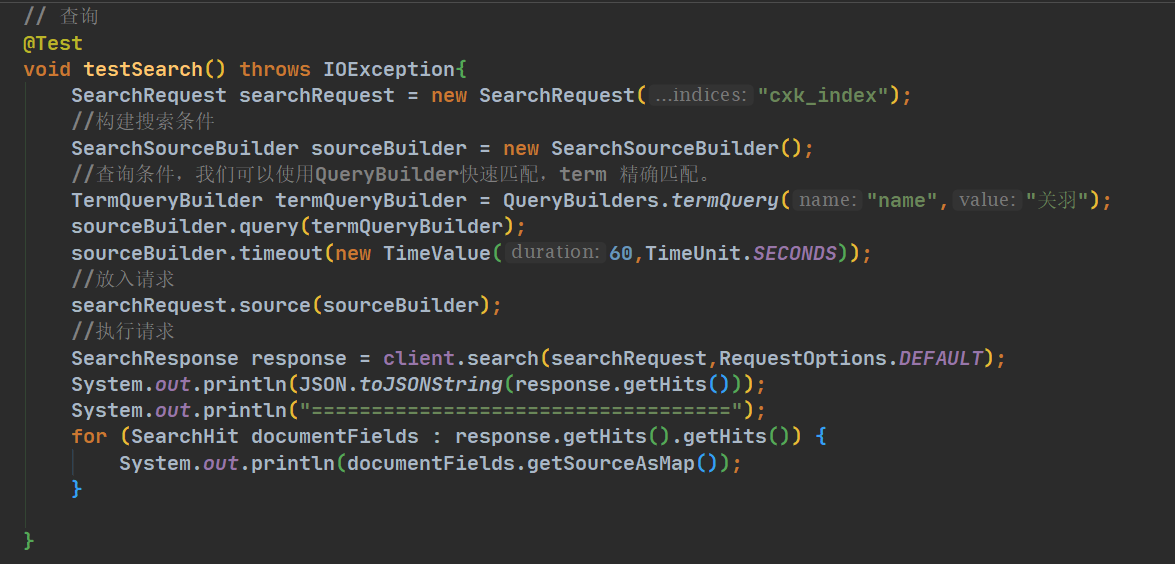 // 查询
@Test
void testSearch() throws IOException{
SearchRequest searchRequest = new SearchRequest( ...indices: "cxk_index");
//构建搜索条件
SearchSourceBuilder sourceBuilder = new SearchSourceBuilder();
//查询条件，我们可以使用QueryBuilder快速匹配，term 精确匹配。
TermQueryBuilder termQueryBuilder = QueryBuilders.termQuery( name: "name", value: "关羽");
sourceBuilder.query(termQueryBuilder);
sourceBuilder.timeout(new TimeValue( duration: 60,TimeUnit.SECONDS));
//放入请求
searchRequest.source(sourceBuilder);
//执行请求
SearchResponse response = client.search(searchRequest,RequestOptions.DEFAULT);
System.out.println(JSON.toJSONString(response.getHits()));
System.out.println("===================================");
for (SearchHit documentFields : response.getHits().getHits()) {
System.out.println(documentFields.getSourceAsMap());
}
}